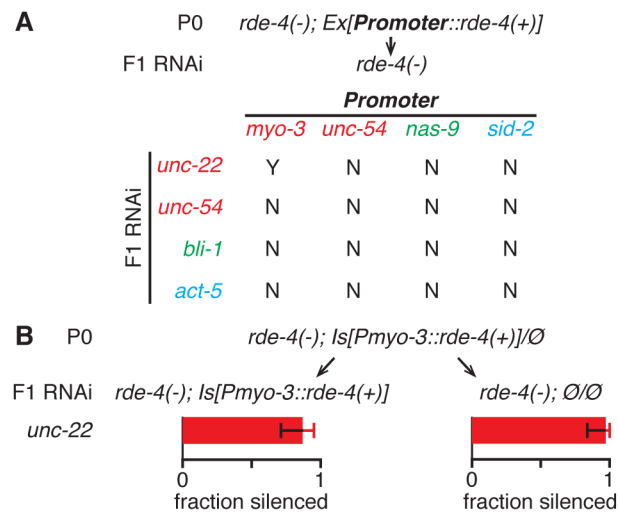 A P0 rde-4(-); Ex[Promoter::rde-4(+)]
F1 RNAi rde-4(-)
Promoter
myo-3 unc-54 nas-9 sid-2
F1 RNAi
unc-22 Y N N N
unc-54 N N N N
bli-1 N N N N
act-5 N N N N
B P0 rde-4(-); Is[Pmyo-3::rde-4(+)]/Ø
F1 RNAi rde-4(-); Is[Pmyo-3::rde-4(+)] rde-4(-); Ø/Ø
unc-22
0 1 0 1
fraction silenced fraction silenced